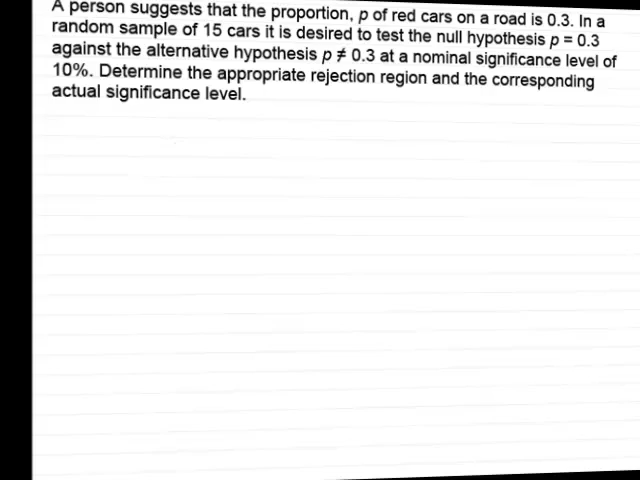 A person suggests that the proportion, p of red cars on a road is 0.3. In a
random sample of 15 cars it is desired to test the null hypothesis p = 0.3
against the alternative hypothesis p ≠ 0.3 at a nominal significance level of
10%. Determine the appropriate rejection region and the corresponding
actual significance level.